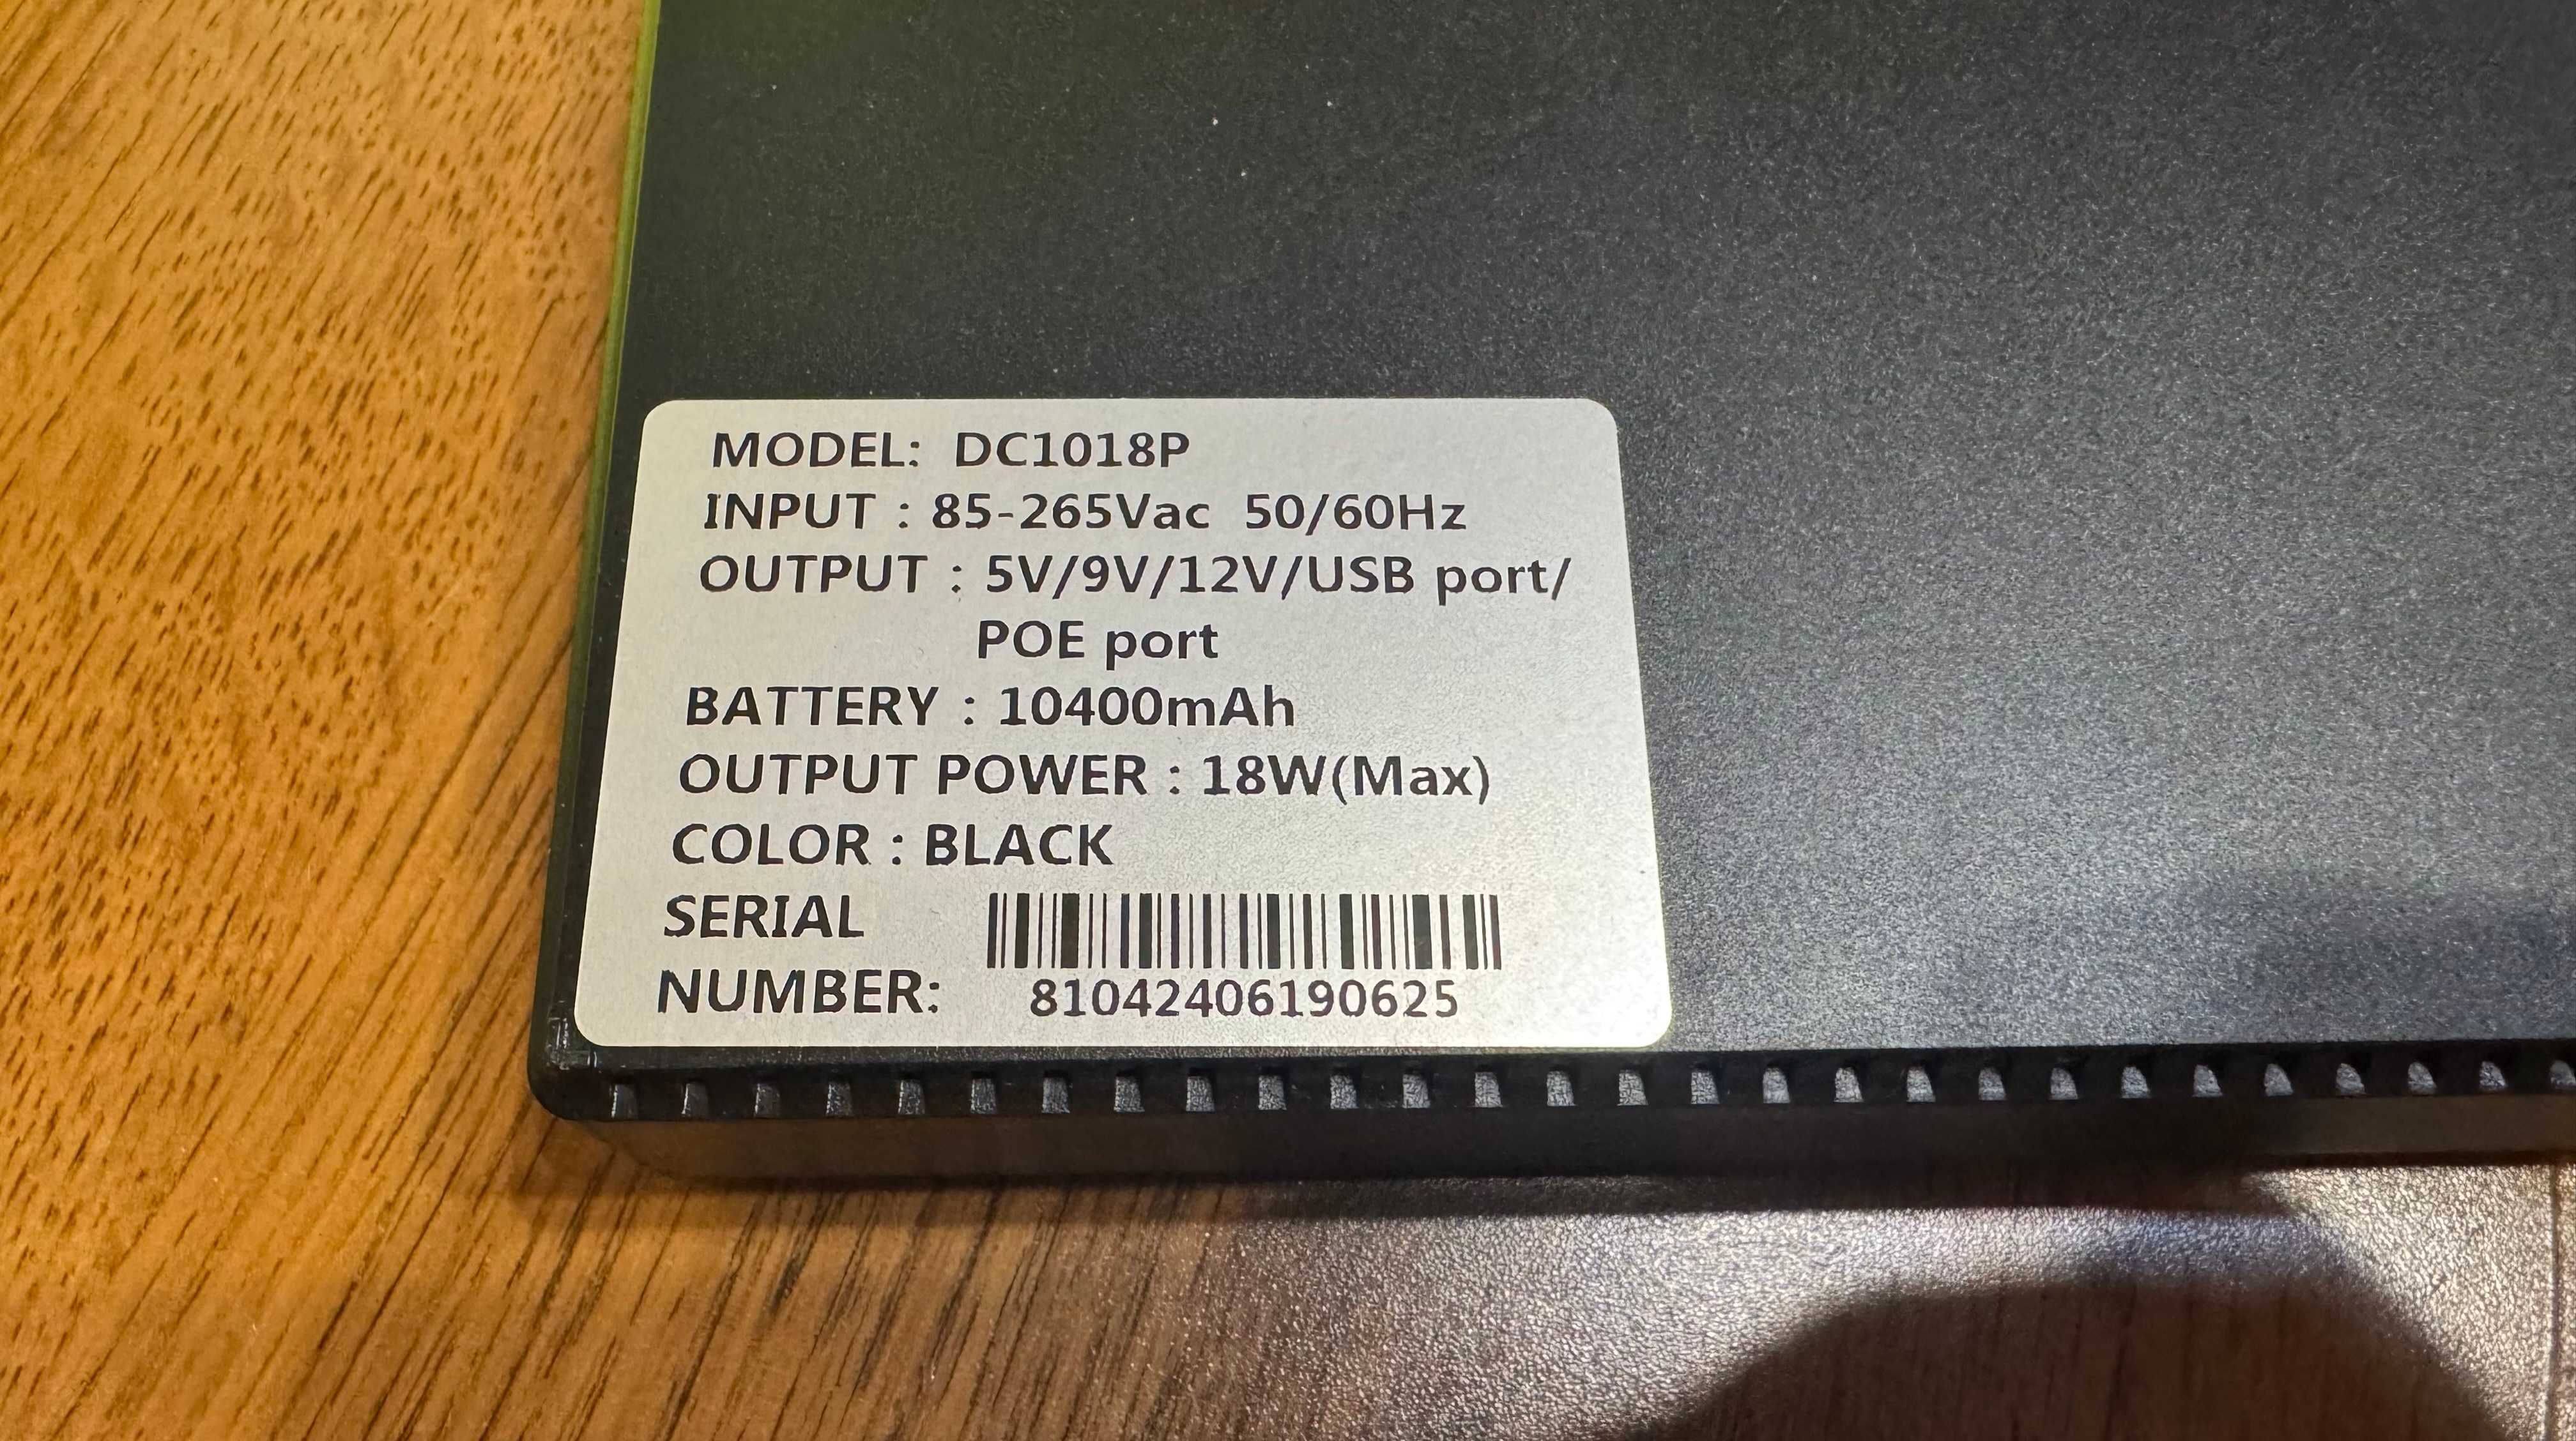 MODEL: DC1018P
INPUT : 85-265Vac 50/60Hz
OUTPUT : 5V/9V/12V/USB port/
POE port
BATTERY : 10400mAh
OUTPUT POWER : 18W(Max)
COLOR : BLACK
SERIAL
NUMBER: 81042406190625